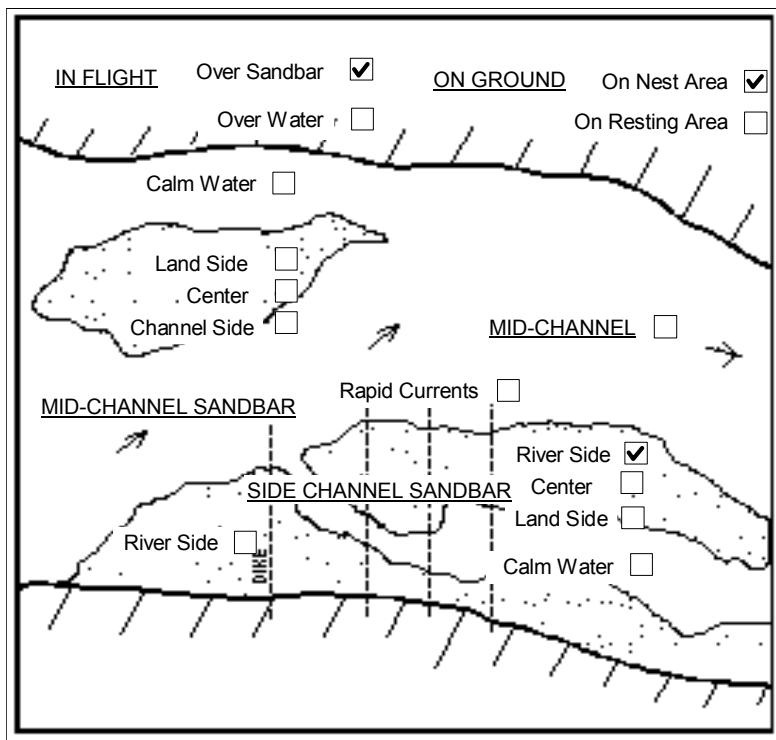 IN FLIGHT
Over Sandbar
ON GROUND
On Nest Area
Over Water
On Resting Area
Calm Water
Land Side
Center
Channel Side
MID-CHANNEL
Rapid Currents
MID-CHANNEL SANDBAR
River Side
SIDE CHANNEL SANDBAR
Center
Land Side
River Side
DIKE
Calm Water